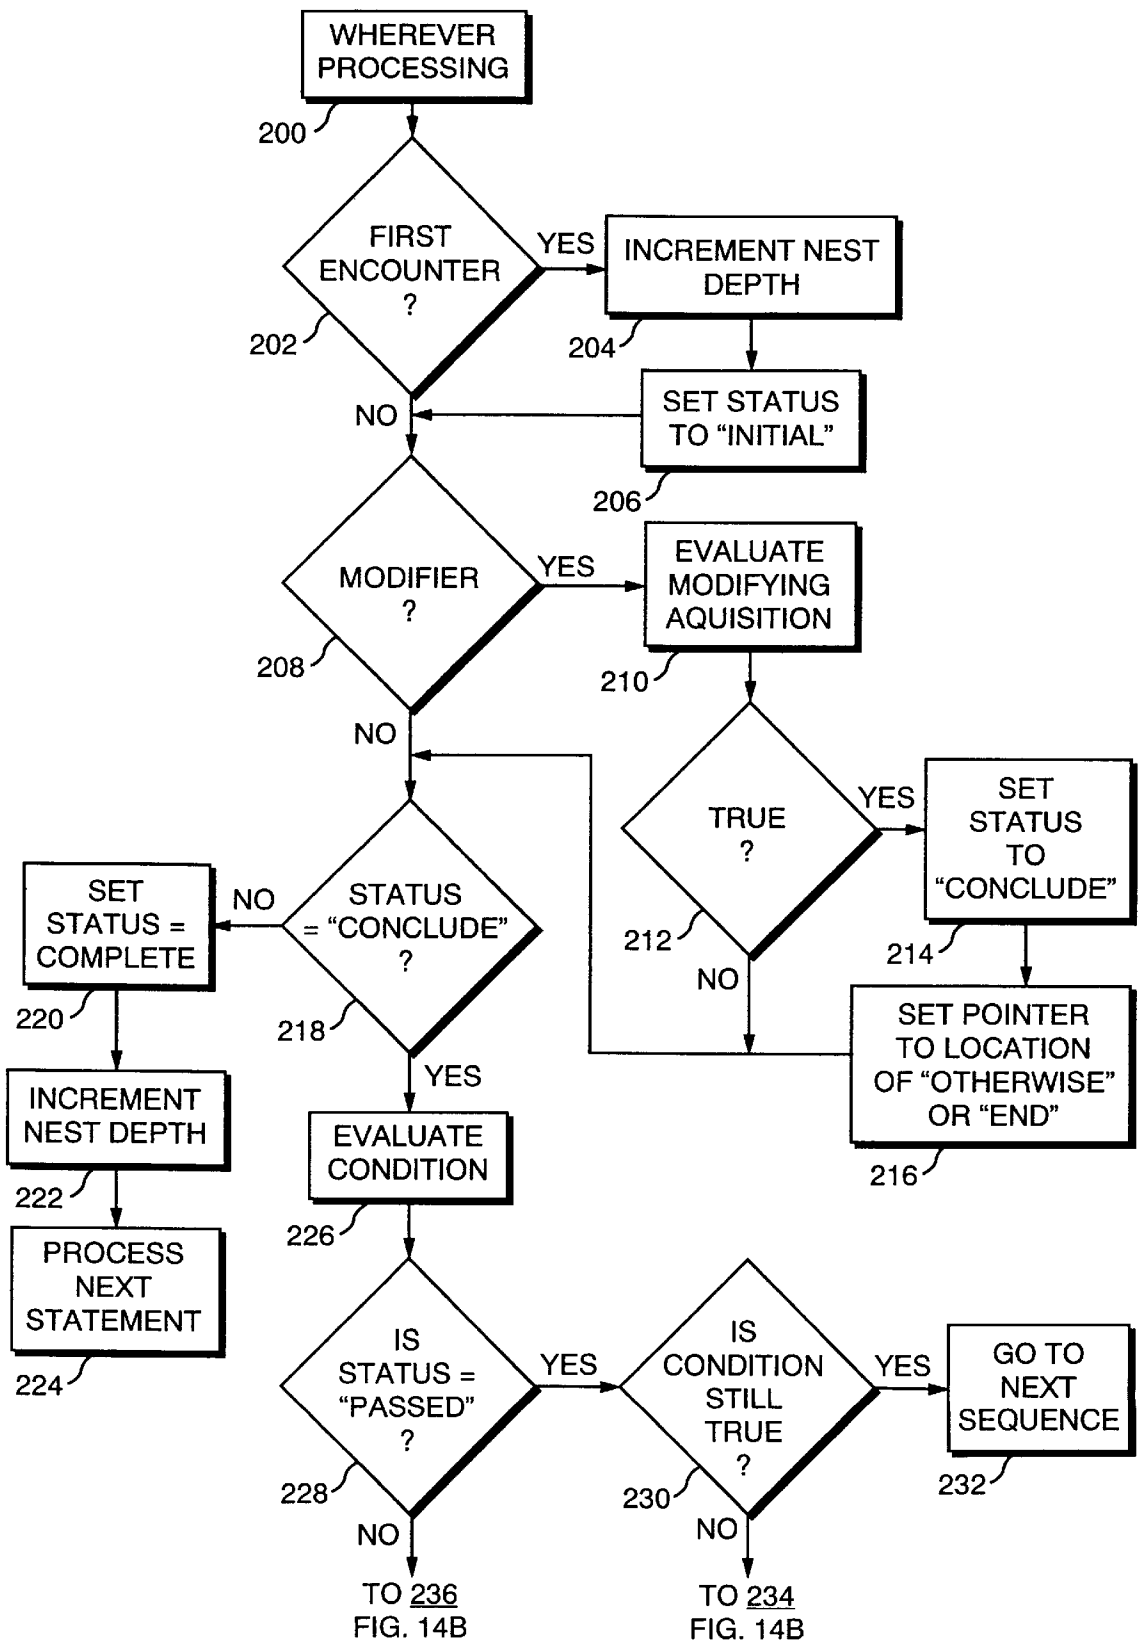 WHEREVER
PROCESSING
200
FIRST
ENCOUNTER
?
202
YES
INCREMENT NEST
DEPTH
204
NO
SET STATUS
TO “INITIAL”
206
MODIFIER
?
208
YES
EVALUATE
MODIFYING
AQUISITION
210
NO
TRUE
?
212
YES
SET
STATUS
TO
“CONCLUDE”
214
NO
SET POINTER
TO LOCATION
OF “OTHERWISE”
OR “END”
216
STATUS
= “CONCLUDE”
?
218
NO
SET
STATUS =
COMPLETE
220
INCREMENT
NEST DEPTH
222
PROCESS
NEXT
STATEMENT
224
YES
EVALUATE
CONDITION
226
IS
STATUS =
“PASSED”
?
228
YES
IS
CONDITION
STILL
TRUE
?
230
YES
GO TO
NEXT
SEQUENCE
232
NO
TO 236
FIG. 14B
NO
TO 234
FIG. 14B